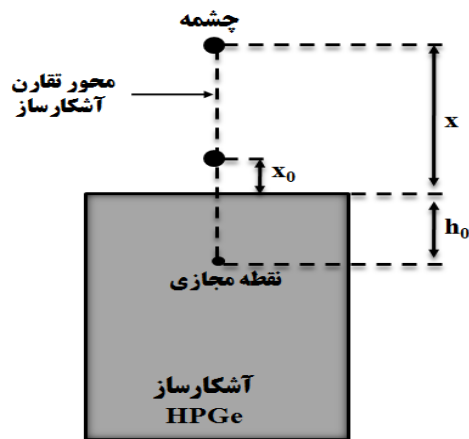 چشمه
محور تقارن
آشکارساز
x
x₀
h₀
نقطه مجازی
آشکارساز
HPGe